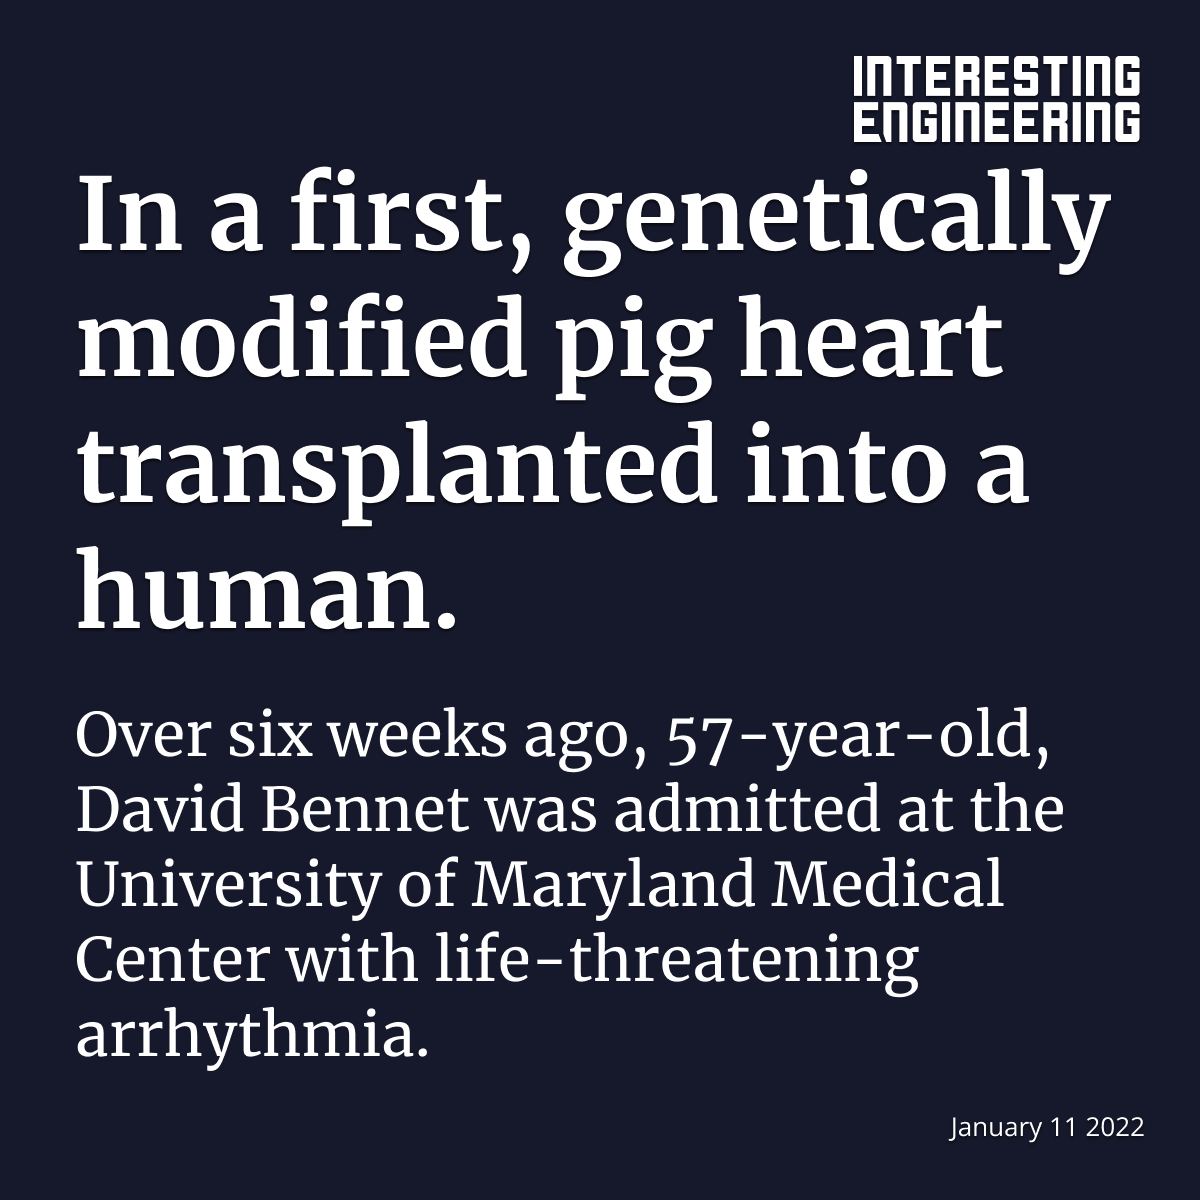 INTERESTING
ENGINEERING
In a first, genetically
modified pig heart
transplanted into a
human.
Over six weeks ago, 57-year-old,
David Bennet was admitted at the
University of Maryland Medical
Center with life-threatening
arrhythmia.
January 11 2022